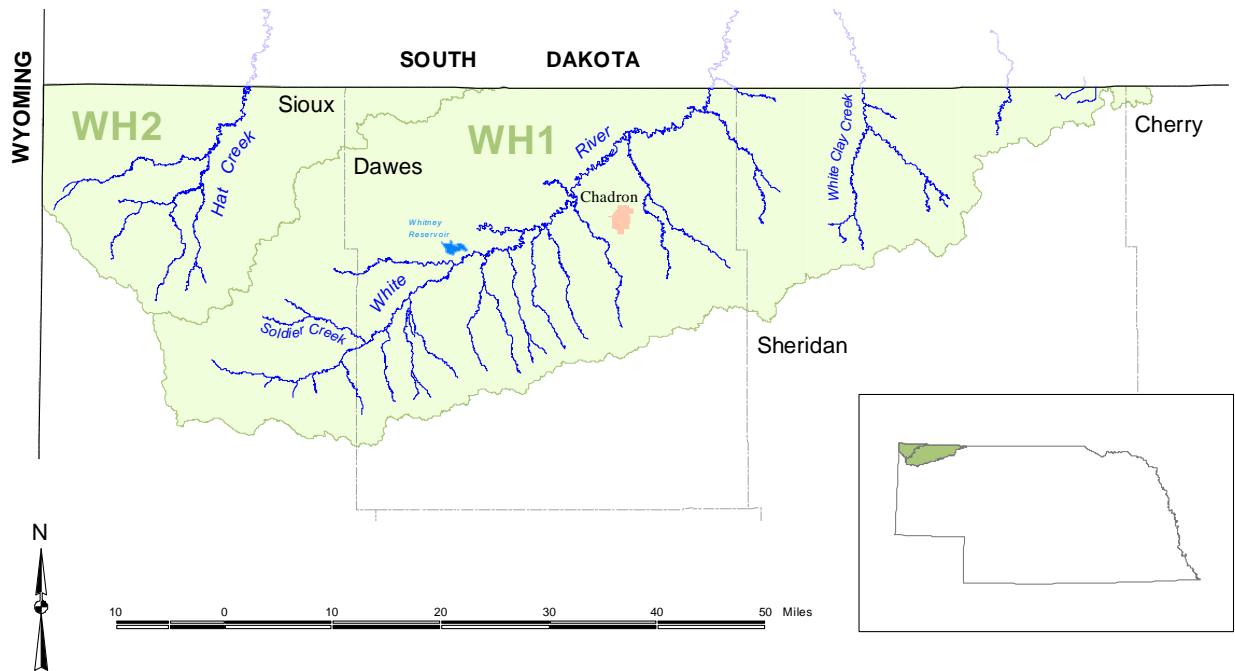 WYOMING
SOUTH DAKOTA
WH2
Sioux
Hat Creek
Dawes
WH1
River
White Clay Creek
Cherry
Chadron
Whitney
Reservoir
White
Soldier Creek
Sheridan
N
10 0 10 20 30 40 50 Miles